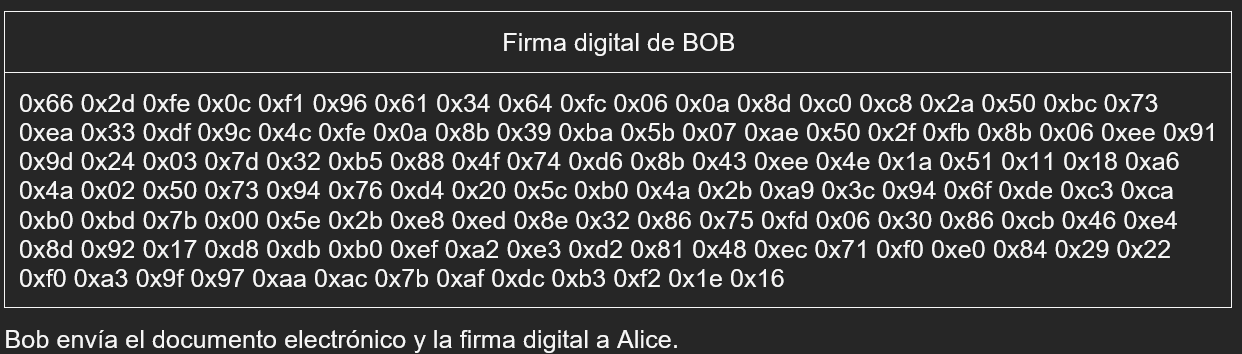 Firma digital de BOB
0x66 0x2d 0xfe 0x0c 0xf1 0x96 0x61 0x34 0x64 0xfc 0x06 0x0a 0x8d 0xc0 0xc8 0x2a 0x50 0xbc 0x73
0xea 0x33 0xdf 0x9c 0x4c 0xfe 0x0a 0x8b 0x39 0xba 0x5b 0x07 0xae 0x50 0x2f 0xfb 0x8b 0x06 0xee 0x91
0x9d 0x24 0x03 0x7d 0x32 0xb5 0x88 0x4f 0x74 0xd6 0x8b 0x43 0xee 0x4e 0x1a 0x51 0x11 0x18 0xa6
0x4a 0x02 0x50 0x73 0x94 0x76 0xd4 0x20 0x5c 0xb0 0x4a 0x2b 0xa9 0x3c 0x94 0x6f 0xde 0xc3 0xca
0xb0 0xbd 0x7b 0x00 0x5e 0x2b 0xe8 0xed 0x8e 0x32 0x86 0x75 0xfd 0x06 0x30 0x86 0xcb 0x46 0xe4
0x8d 0x92 0x17 0xd8 0xdb 0xb0 0xef 0xa2 0xe3 0xd2 0x81 0x48 0xec 0x71 0xf0 0xe0 0x84 0x29 0x22
0xf0 0xa3 0x9f 0x97 0xaa 0xac 0x7b 0xaf 0xdc 0xb3 0xf2 0x1e 0x16
Bob envía el documento electrónico y la firma digital a Alice.